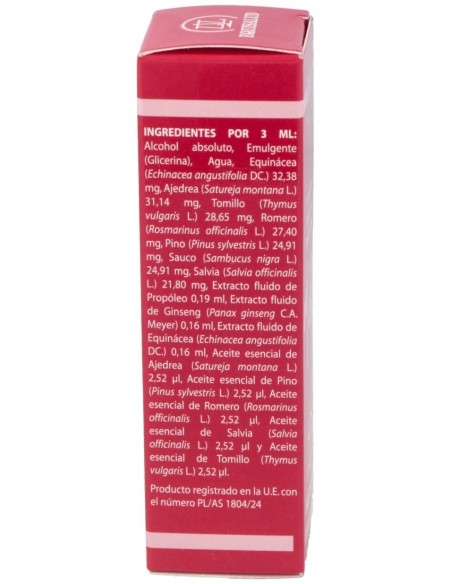 INGREDIENTES POR 3 ML:
Alcohol absoluto, Emulgente
(Glicerina), Agua, Equinácea
(Echinacea angustifolia DC.) 32,38
mg, Ajedrea (Satureja montana L.)
31,14 mg, Tomillo (Thymus
vulgaris L.) 28,65 mg, Romero
(Rosmarinus officinalis L.) 27,40
mg, Pino (Pinus sylvestris L.) 24,91
mg, Sauco (Sambucus nigra L.)
24,91 mg, Salvia (Salvia officinalis
L.) 21,80 mg, Extracto fluido de
Propóleo 0,19 ml, Extracto fluido
de Ginseng (Panax ginseng C.A.
Meyer) 0,16 ml, Extracto fluido de
Equinácea (Echinacea angustifolia
DC.) 0,16 ml, Aceite esencial de
Ajedrea (Satureja montana L.)
2,52 µl, Aceite esencial de Pino
(Pinus sylvestris L.) 2,52 µl, Aceite
esencial de Romero (Rosmarinus
officinalis L.) 2,52 µl, Aceite
esencial de Salvia (Salvia
officinalis L.) 2,52 µl y Aceite
esencial de Tomillo (Thymus
vulgaris L.) 2,52 µl.
Producto registrado en la U.E. con
el número PL/AS 1804/24